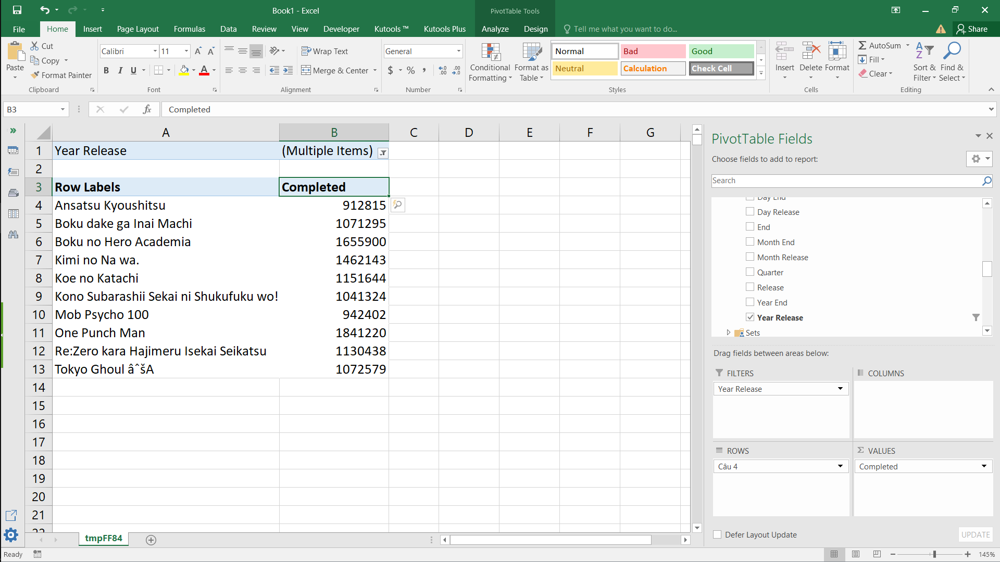 Book1 - Excel
PivotTable Tools
File Home Insert Page Layout Formulas Data Review View Developer Kutools ™ Kutools Plus Analyze Design Tell me what you want to do... Share
Paste
Cut
Copy
Format Painter
Clipboard
Calibri 11
B I U
Font
Wrap Text
Merge & Center
Alignment
General
$ % ,
Number
Conditional Formatting
Format as Table
Normal Bad Good
Neutral Calculation Check Cell
Styles
Insert Delete Format
Cells
AutoSum
Fill
Clear
Sort & Filter
Find & Select
Editing
B3 fx Completed
A B C D E F G
1 Year Release (Multiple Items)
2
3 Row Labels Completed
4 Ansatsu Kyoushitsu 912815
5 Boku dake ga Inai Machi 1071295
6 Boku no Hero Academia 1655900
7 Kimi no Na wa. 1462143
8 Koe no Katachi 1151644
9 Kono Subarashii Sekai ni Shukufuku wo! 1041324
10 Mob Psycho 100 942402
11 One Punch Man 1841220
12 Re:Zero kara Hajimeru Isekai Seikatsu 1130438
13 Tokyo Ghoul âˆšA 1072579
14
15
16
17
18
19
20
21
22
PivotTable Fields
Choose fields to add to report:
Search
Day End
Day Release
End
Month End
Month Release
Quarter
Release
Year End
Year Release
Sets
Drag fields between areas below:
FILTERS
Year Release
COLUMNS
ROWS
Câu 4
VALUES
Completed
Defer Layout Update UPDATE
tmpFF84
Ready
145%